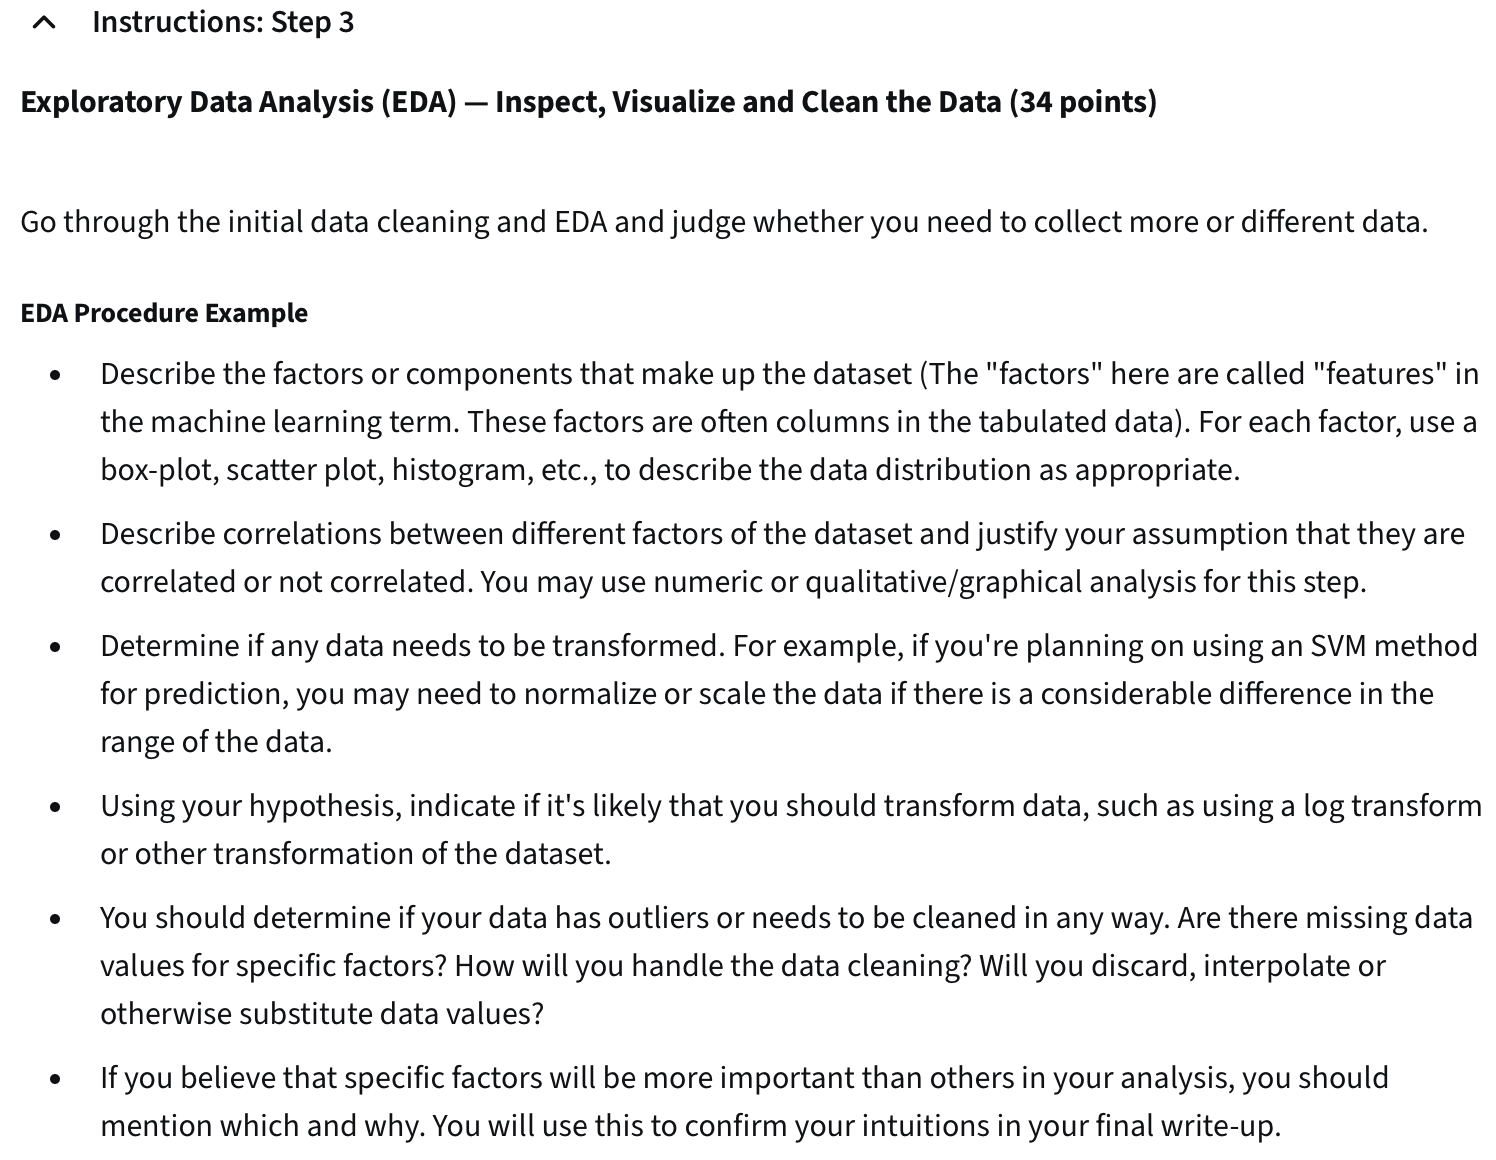 Instructions: Step 3
Exploratory Data Analysis (EDA) — Inspect, Visualize and Clean the Data (34 points)
Go through the initial data cleaning and EDA and judge whether you need to collect more or different data.
EDA Procedure Example
• Describe the factors or components that make up the dataset (The "factors" here are called "features" in
the machine learning term. These factors are often columns in the tabulated data). For each factor, use a
box-plot, scatter plot, histogram, etc., to describe the data distribution as appropriate.
• Describe correlations between different factors of the dataset and justify your assumption that they are
correlated or not correlated. You may use numeric or qualitative/graphical analysis for this step.
• Determine if any data needs to be transformed. For example, if you're planning on using an SVM method
for prediction, you may need to normalize or scale the data if there is a considerable difference in the
range of the data.
• Using your hypothesis, indicate if it's likely that you should transform data, such as using a log transform
or other transformation of the dataset.
• You should determine if your data has outliers or needs to be cleaned in any way. Are there missing data
values for specific factors? How will you handle the data cleaning? Will you discard, interpolate or
otherwise substitute data values?
• If you believe that specific factors will be more important than others in your analysis, you should
mention which and why. You will use this to confirm your intuitions in your final write-up.